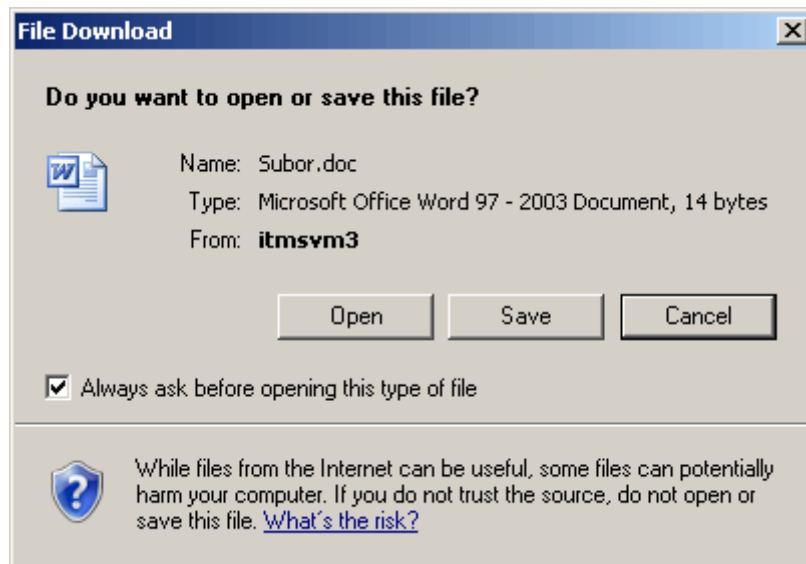 File Download
Do you want to open or save this file?
Name: Subor.doc
Type: Microsoft Office Word 97 - 2003 Document, 14 bytes
From: itmsvm3
Open Save Cancel
Always ask before opening this type of file
While files from the Internet can be useful, some files can potentially
harm your computer. If you do not trust the source, do not open or
save this file. What's the risk?